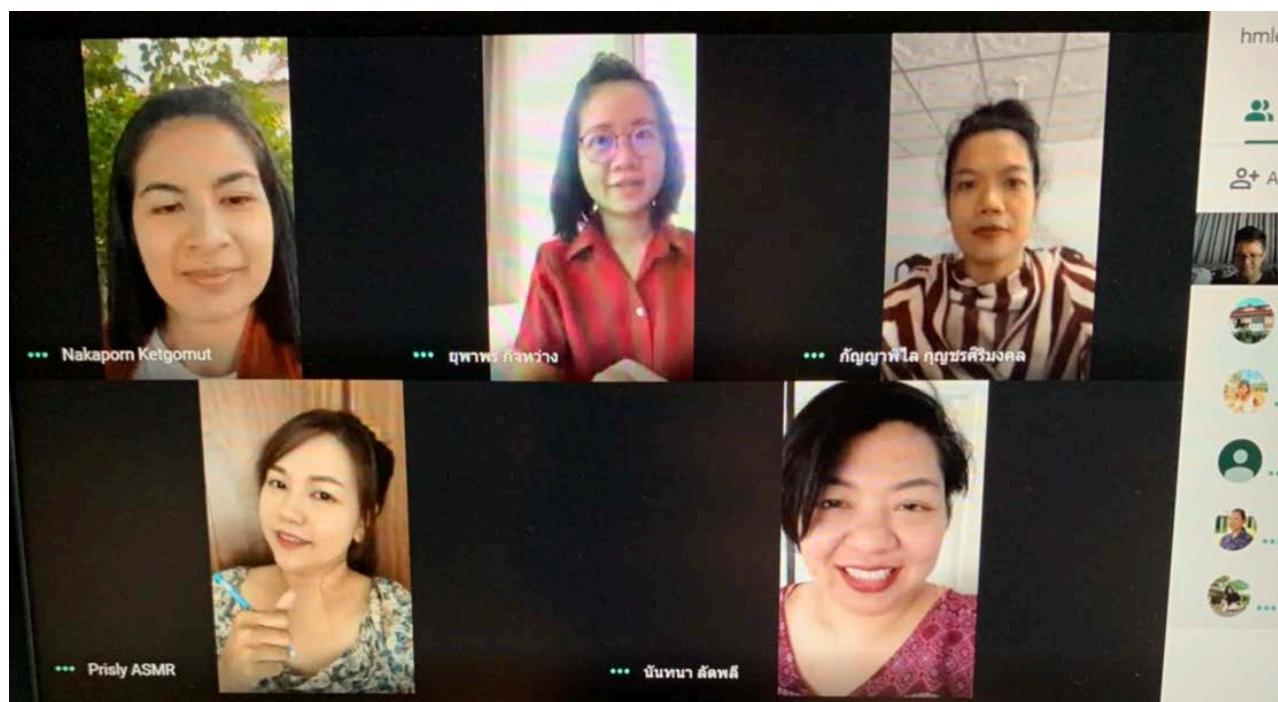 hmle
A
Nakaporn Ketgomut
ยุพาพร กิจหว่าง
กัญญาพิไล กุญชรศิริมงคล
Prisly ASMR
นันทนา ลัดพลี